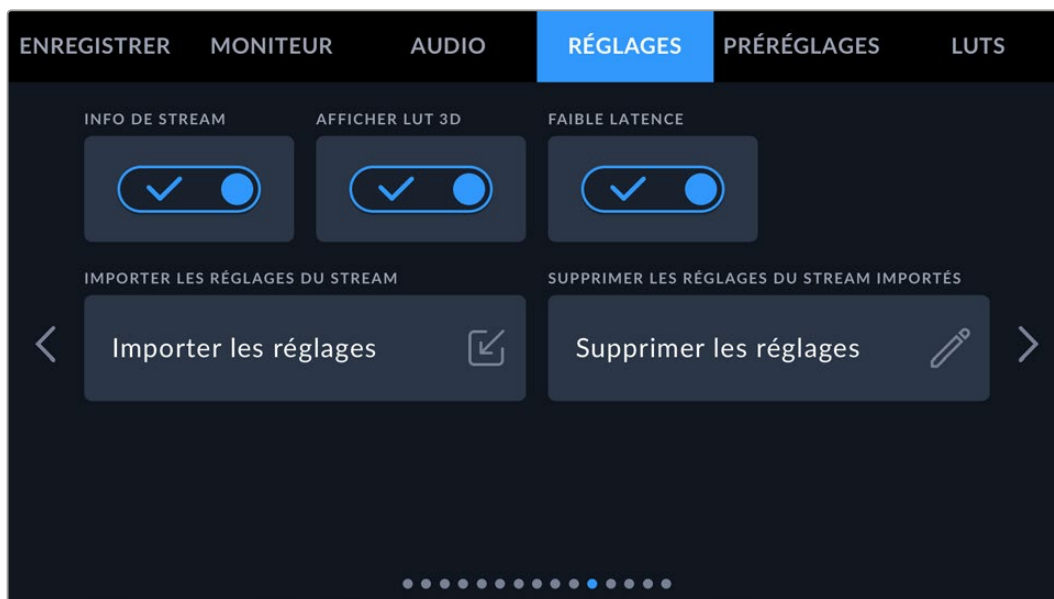 ENREGISTRER MONITEUR AUDIO RÉGLAGES PRÉRÉGLAGES LUTS
INFO DE STREAM AFFICHER LUT 3D FAIBLE LATENCE
IMPORTER LES RÉGLAGES DU STREAM SUPPRIMER LES RÉGLAGES DU STREAM IMPORTÉS
Importer les réglages Supprimer les réglages